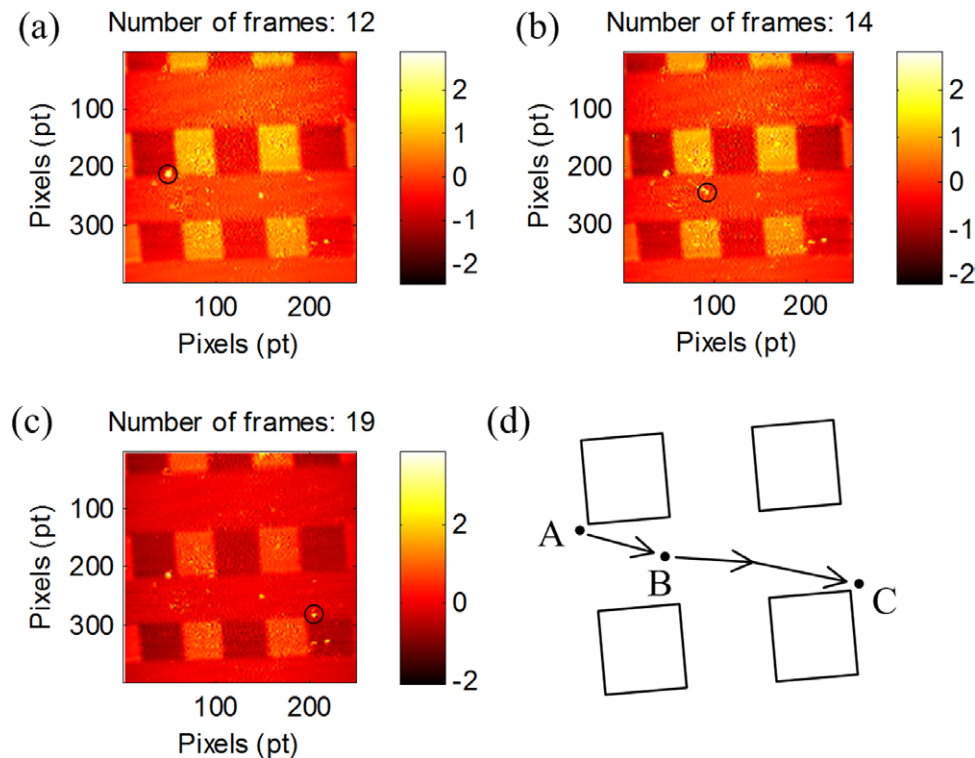 (a) Number of frames: 12
Pixels (pt)
100
200
300
100 200
Pixels (pt)
2
1
0
-1
-2
(b) Number of frames: 14
Pixels (pt)
100
200
300
100 200
Pixels (pt)
2
1
0
-1
-2
(c) Number of frames: 19
Pixels (pt)
100
200
300
100 200
Pixels (pt)
2
0
-2
(d)
A
B
C